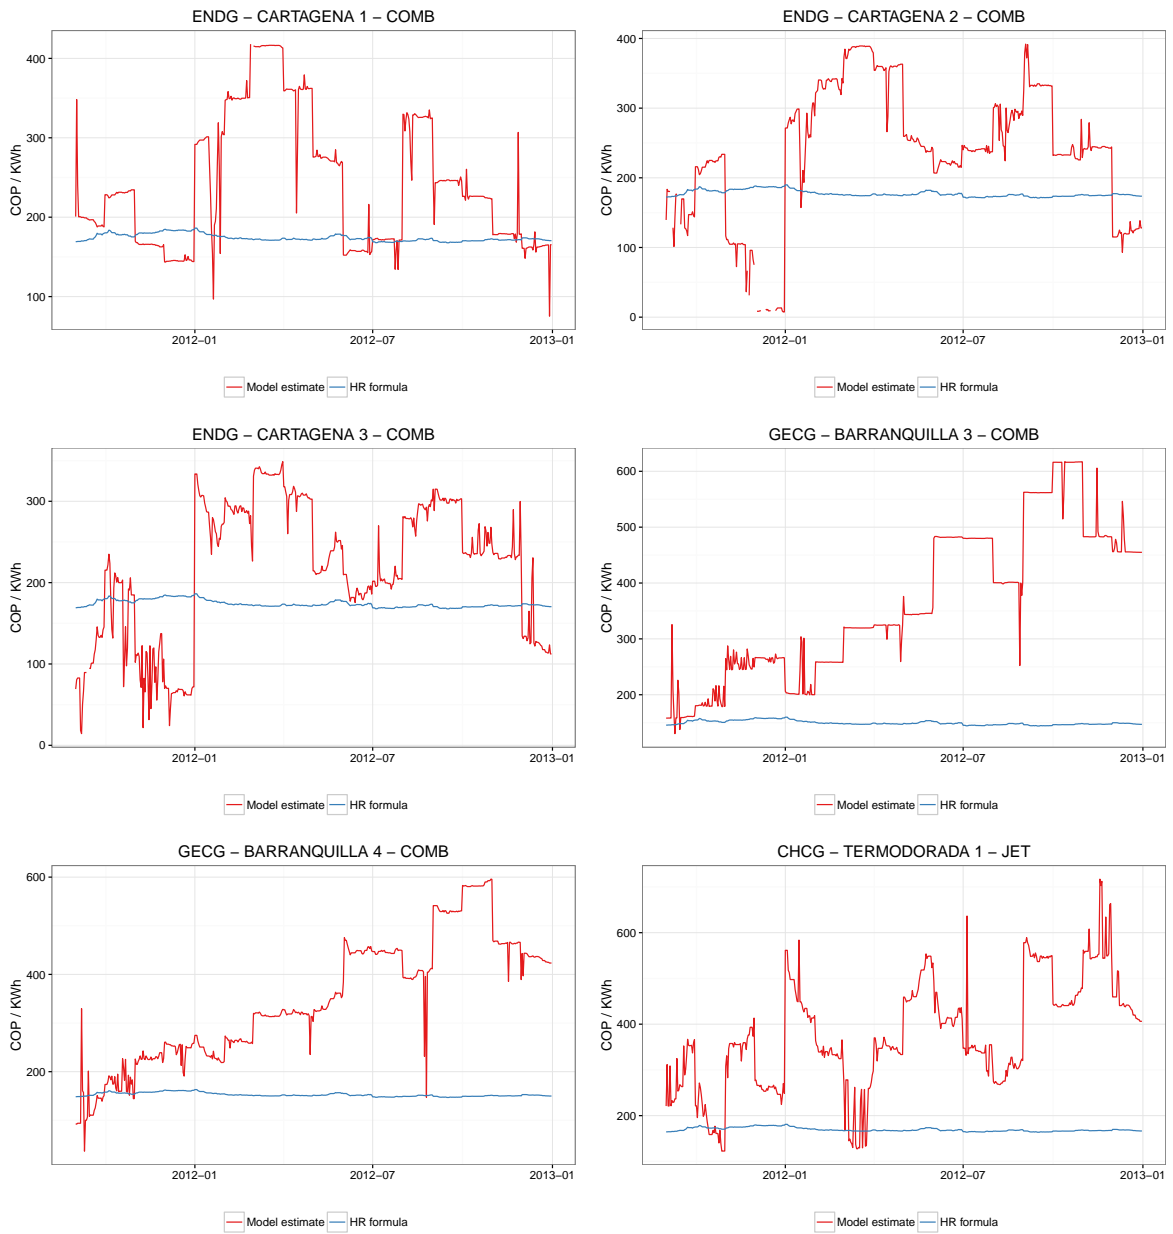 ENDG – CARTAGENA 1 – COMB
COP / KWh
400
300
200
100
2012–01
2012–07
2013–01
Model estimate HR formula
ENDG – CARTAGENA 2 – COMB
COP / KWh
400
300
200
100
0
2012–01
2012–07
2013–01
Model estimate HR formula
ENDG – CARTAGENA 3 – COMB
COP / KWh
300
200
100
0
2012–01
2012–07
2013–01
Model estimate HR formula
GECG – BARRANQUILLA 3 – COMB
COP / KWh
600
500
400
300
200
2012–01
2012–07
2013–01
Model estimate HR formula
GECG – BARRANQUILLA 4 – COMB
COP / KWh
600
400
200
2012–01
2012–07
2013–01
Model estimate HR formula
CHCG – TERMODORADA 1 – JET
COP / KWh
600
400
200
2012–01
2012–07
2013–01
Model estimate HR formula